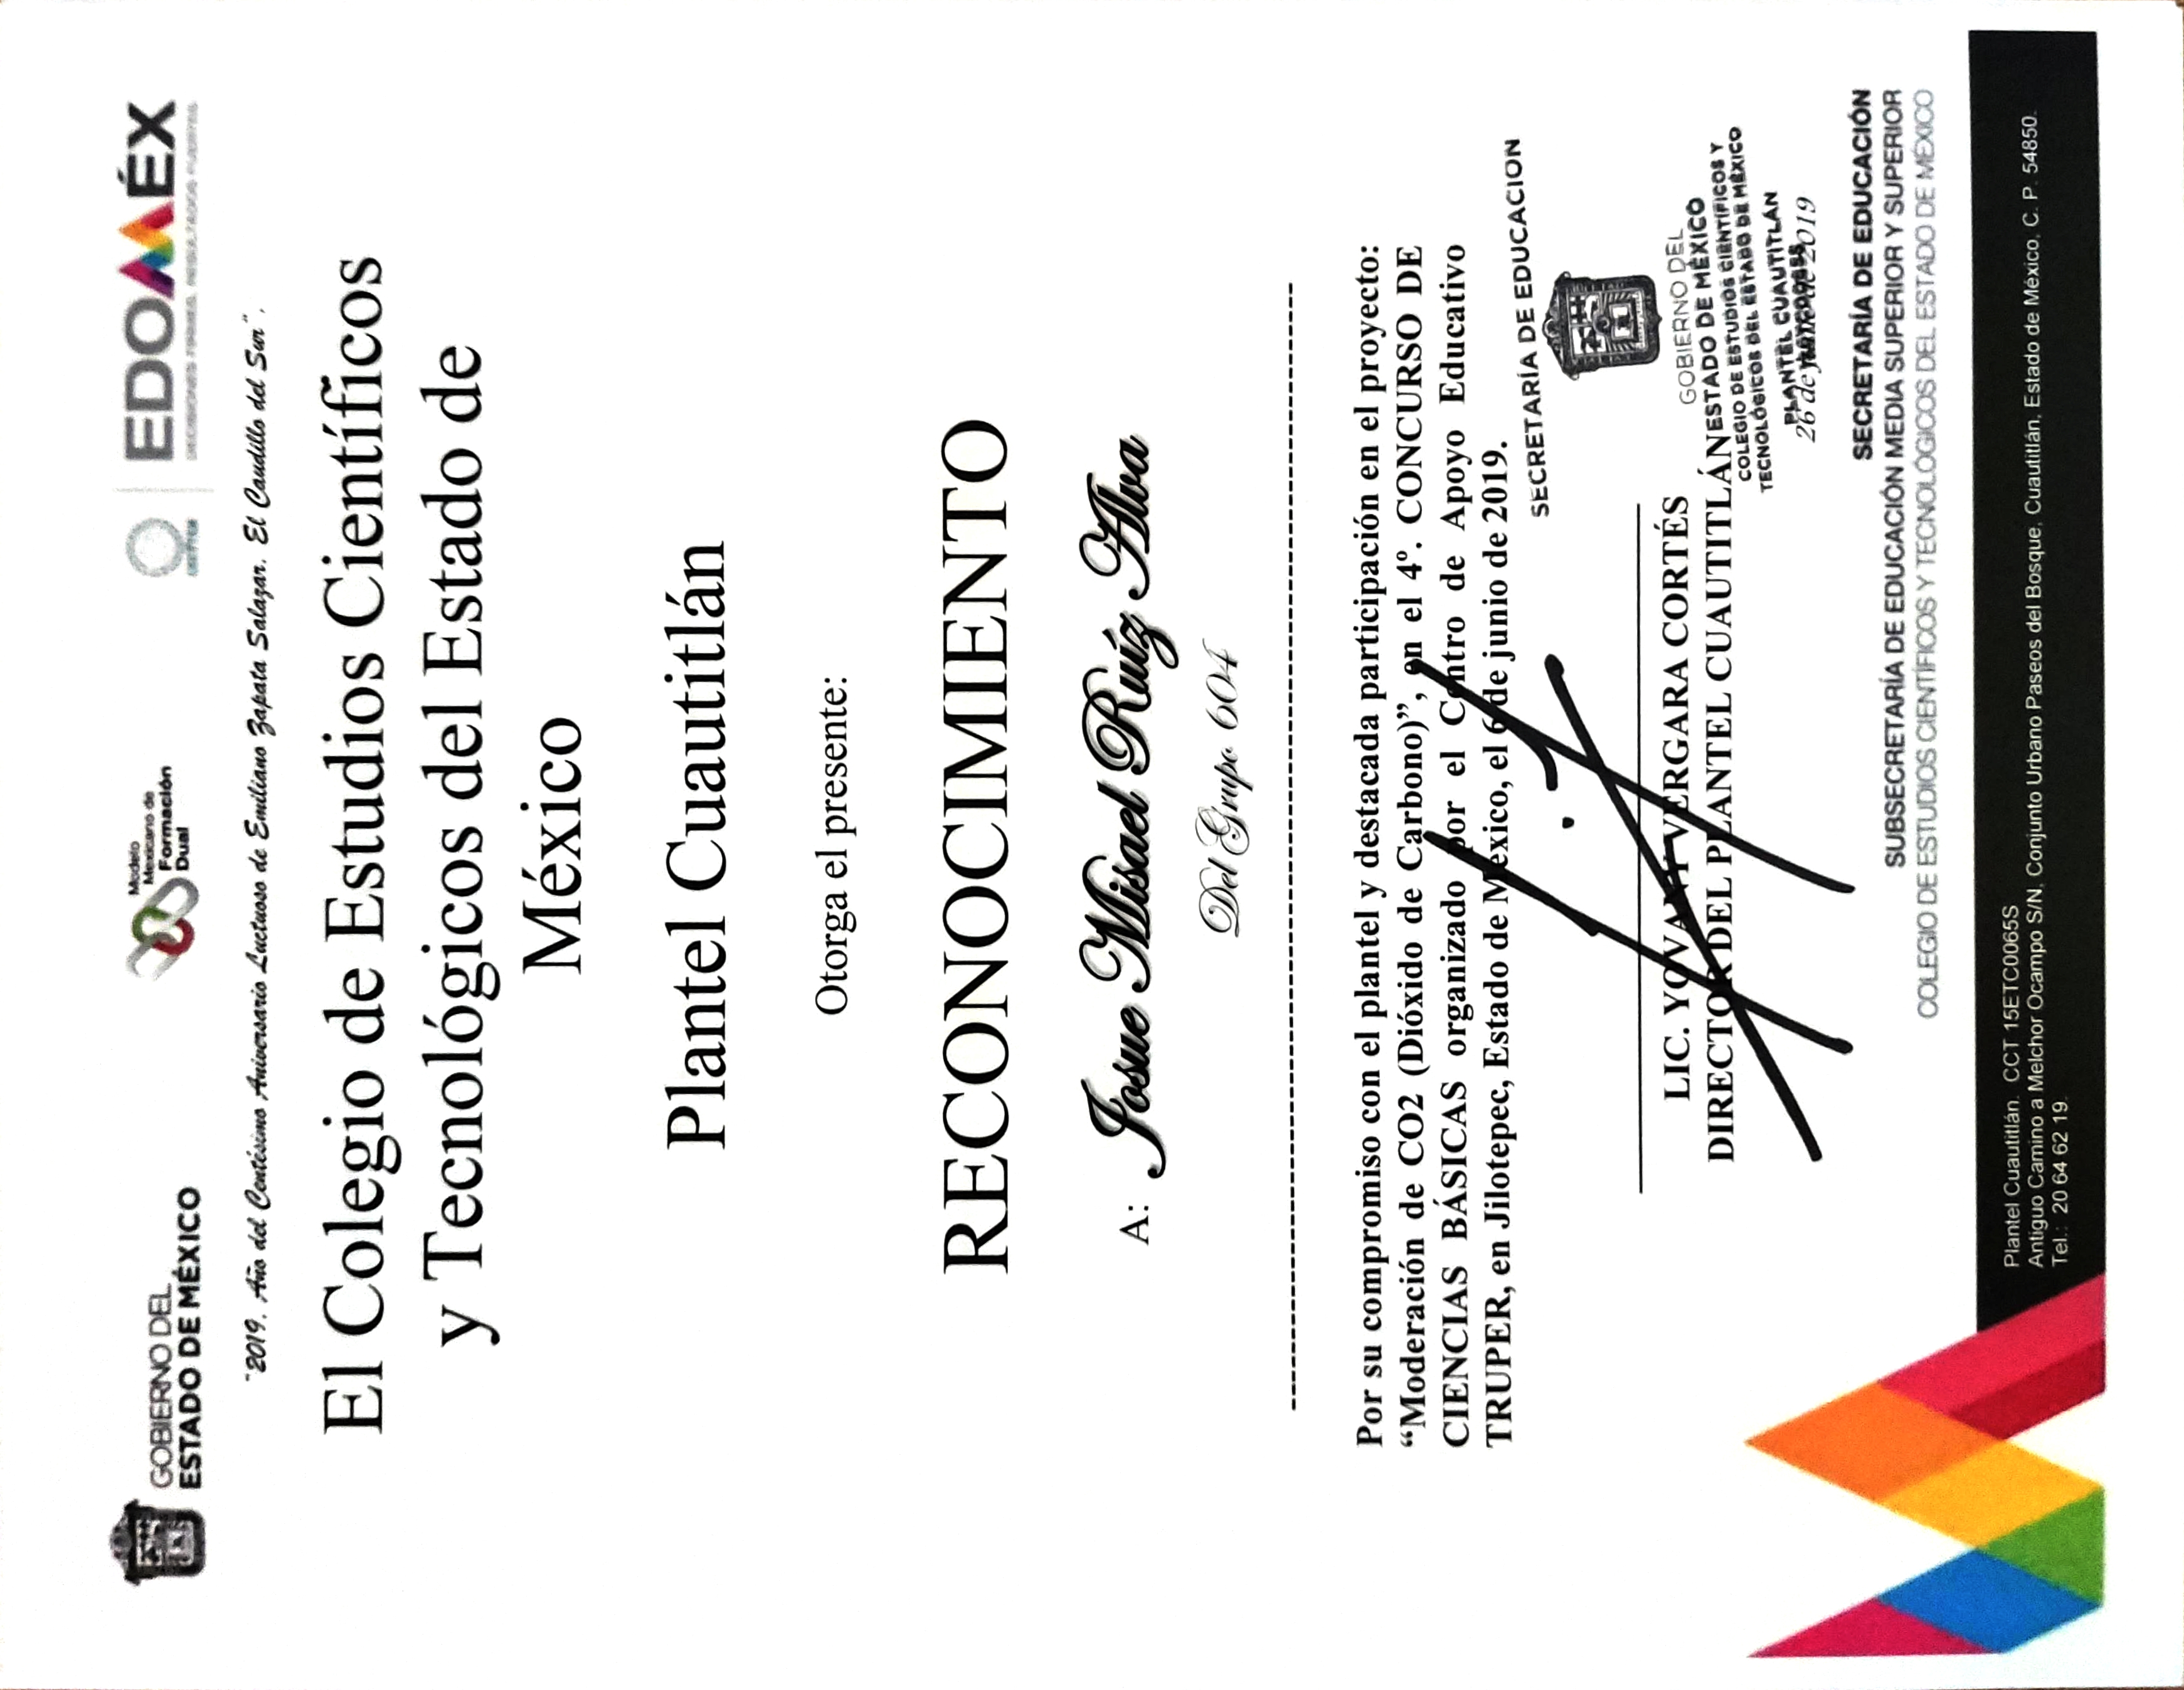 GOBIERNO DEL
ESTADO DE MÉXICO
Modelo
Mexicano de
Formación
Dual
EDOMÉX
DECISIONES FIRMES, RESULTADOS FUERTES
"2019. Año del Centésimo Aniversario Luctuoso de Emiliano Zapata Salazar. El Caudillo del Sur".
El Colegio de Estudios Científicos
y Tecnológicos del Estado de
México
Plantel Cuautitlán
Otorga el presente:
RECONOCIMIENTO
A: Josue Misael Ruíz Alva
Del Grupo 604
Por su compromiso con el plantel y destacada participación en el proyecto:
“Moderación de CO2 (Dióxido de Carbono)”, en el 4º. CONCURSO DE
CIENCIAS BÁSICAS organizado por el Centro de Apoyo Educativo
TRUPER, en Jilotepec, Estado de México, el 6 de junio de 2019.
LIC. YOVANY VERGARA CORTÉS
DIRECTOR DEL PLANTEL CUAUTITLÁN
SECRETARÍA DE EDUCACIÓN
GOBIERNO DEL
ESTADO DE MÉXICO
COLEGIO DE ESTUDIOS CIENTÍFICOS Y
TECNOLÓGICOS DEL ESTADO DE MÉXICO
PLANTEL CUAUTITLÁN
26 de de 2019
SECRETARÍA DE EDUCACIÓN
SUBSECRETARÍA DE EDUCACIÓN MEDIA SUPERIOR Y SUPERIOR
COLEGIO DE ESTUDIOS CIENTÍFICOS Y TECNOLÓGICOS DEL ESTADO DE MÉXICO
Plantel Cuautitlán. CCT 15ETC0065S
Antiguo Camino a Melchor Ocampo S/N, Conjunto Urbano Paseos del Bosque, Cuautitlán, Estado de México, C. P. 54850.
Tel.: 20 64 62 19.